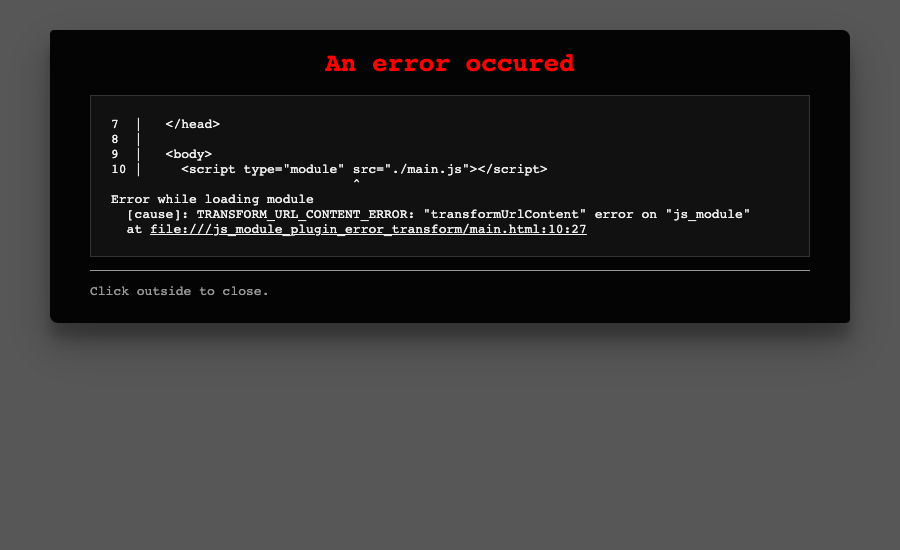 An error occured
7  |   </head>
8  |
9  |   <body>
10 |     <script type="module" src="./main.js"></script>
                               ^
Error while loading module
  [cause]: TRANSFORM_URL_CONTENT_ERROR: "transformUrlContent" error on "js_module"
  at file:///js_module_plugin_error_transform/main.html:10:27
Click outside to close.